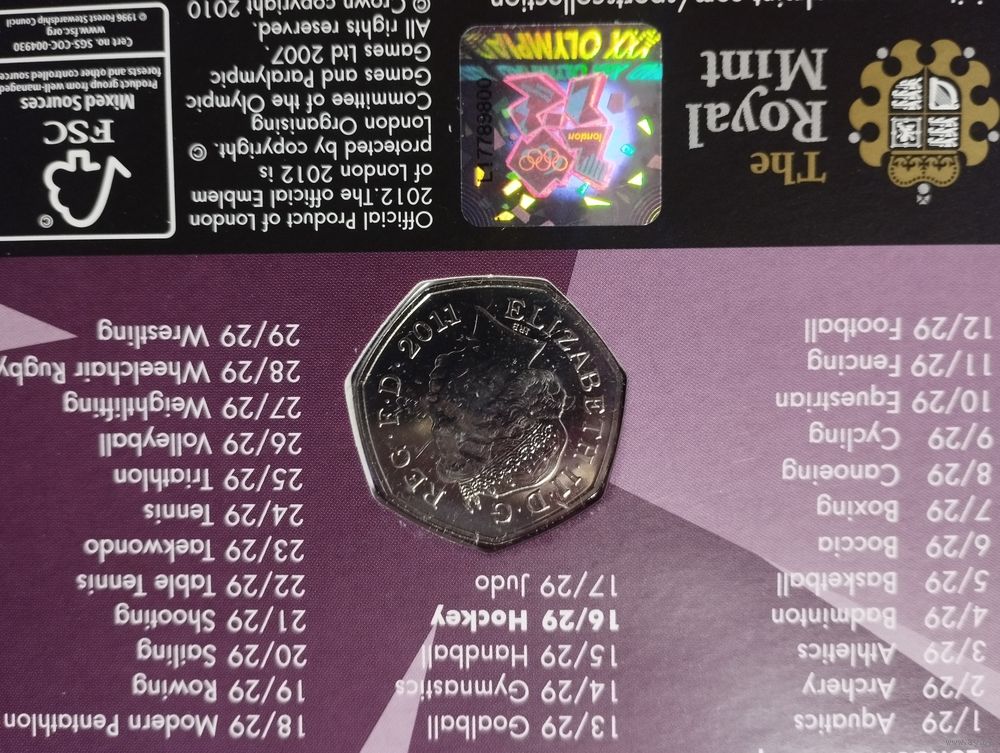 1/29 Aquatics
2/29 Archery
3/29 Athletics
4/29 Badminton
5/29 Basketball
6/29 Boccia
7/29 Boxing
8/29 Canoeing
9/29 Cycling
10/29 Equestrian
11/29 Fencing
12/29 Football
13/29 Goalball
14/29 Gymnastics
15/29 Handball
16/29 Hockey
17/29 Judo
18/29 Modern Pentathlon
19/29 Rowing
20/29 Sailing
21/29 Shooting
22/29 Table Tennis
23/29 Taekwondo
24/29 Tennis
25/29 Triathlon
26/29 Volleyball
27/29 Weightlifting
28/29 Wheelchair Rugby
29/29 Wrestling
ELIZABETH·II·D·G REG·F·D·2011
IRB
The
Royal
Mint
london
XXX OLYMPIA
L17789800
Official Product of London
2012.The official Emblem
of London 2012 is
protected by copyright. ©
London Organising
Committee of the Olympic
Games and Paralympic
Games Ltd 2007.
All rights reserved.
© Crown copyright 2010
©
FSC
Mixed Sources
Product group from well-managed
forests and other controlled source
Cert no. SGS-COC-004930
www.fsc.org
© 1996 Forest Stewardship Council